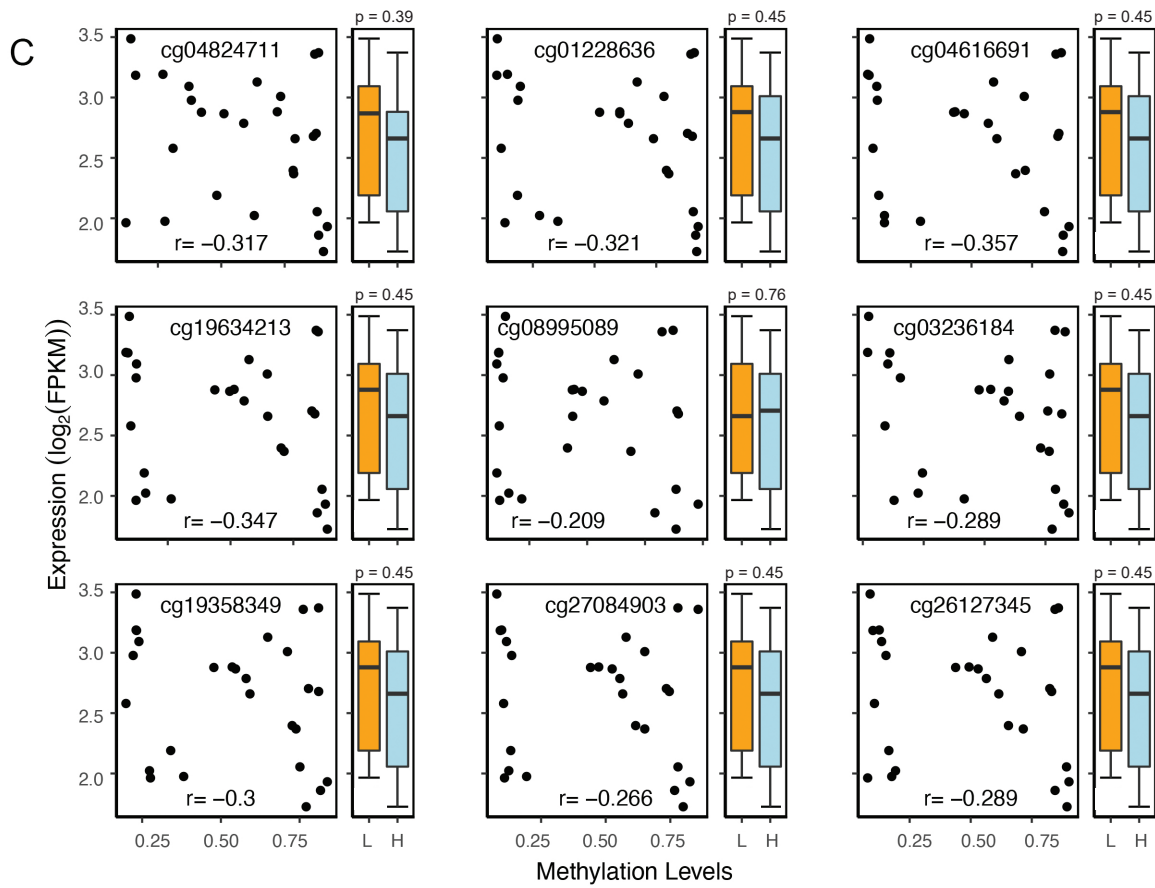 C
p = 0.39
p = 0.45
p = 0.45
3.5
3.0
2.5
2.0
cg04824711
r= −0.317
cg01228636
r= −0.321
cg04616691
r= −0.357
p = 0.45
p = 0.76
p = 0.45
3.5
3.0
2.5
2.0
cg19634213
r= −0.347
cg08995089
r= −0.209
cg03236184
r= −0.289
Expression (log2(FPKM))
p = 0.45
p = 0.45
p = 0.45
3.5
3.0
2.5
2.0
cg19358349
r= −0.3
cg27084903
r= −0.266
cg26127345
r= −0.289
0.25 0.50 0.75 L H 0.25 0.50 0.75 L H 0.25 0.50 0.75 L H
Methylation Levels